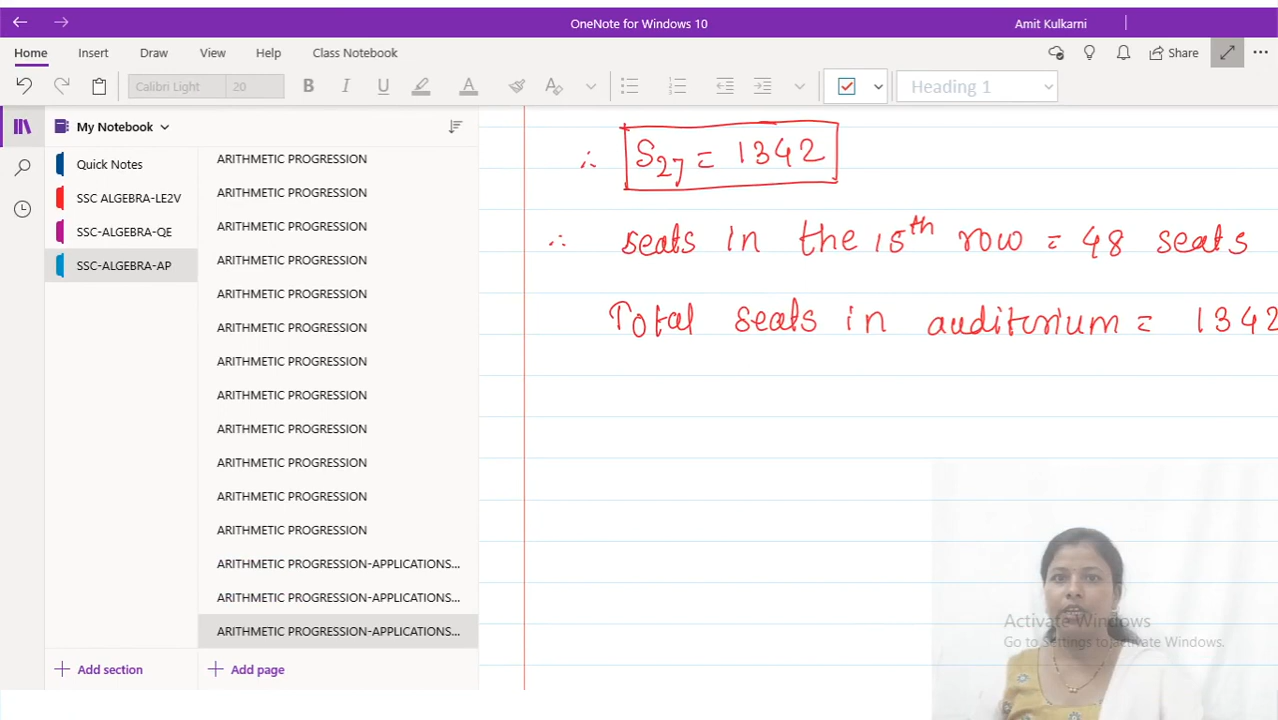 OneNote for Windows 10
Amit Kulkarni
Home Insert Draw View Help Class Notebook
Share
Calibri Light 20
B I U A
Heading 1
My Notebook
Quick Notes
SSC ALGEBRA-LE2V
SSC-ALGEBRA-QE
SSC-ALGEBRA-AP
ARITHMETIC PROGRESSION
ARITHMETIC PROGRESSION
ARITHMETIC PROGRESSION
ARITHMETIC PROGRESSION
ARITHMETIC PROGRESSION
ARITHMETIC PROGRESSION
ARITHMETIC PROGRESSION
ARITHMETIC PROGRESSION
ARITHMETIC PROGRESSION
ARITHMETIC PROGRESSION
ARITHMETIC PROGRESSION
ARITHMETIC PROGRESSION
ARITHMETIC PROGRESSION-APPLICATIONS...
ARITHMETIC PROGRESSION-APPLICATIONS...
ARITHMETIC PROGRESSION-APPLICATIONS...
Add section
Add page
∴ S27 = 1342
∴ seats in the 15th row = 48 seats
Total seats in auditorium = 1342
Activate Windows
Go to Settings to activate Windows.